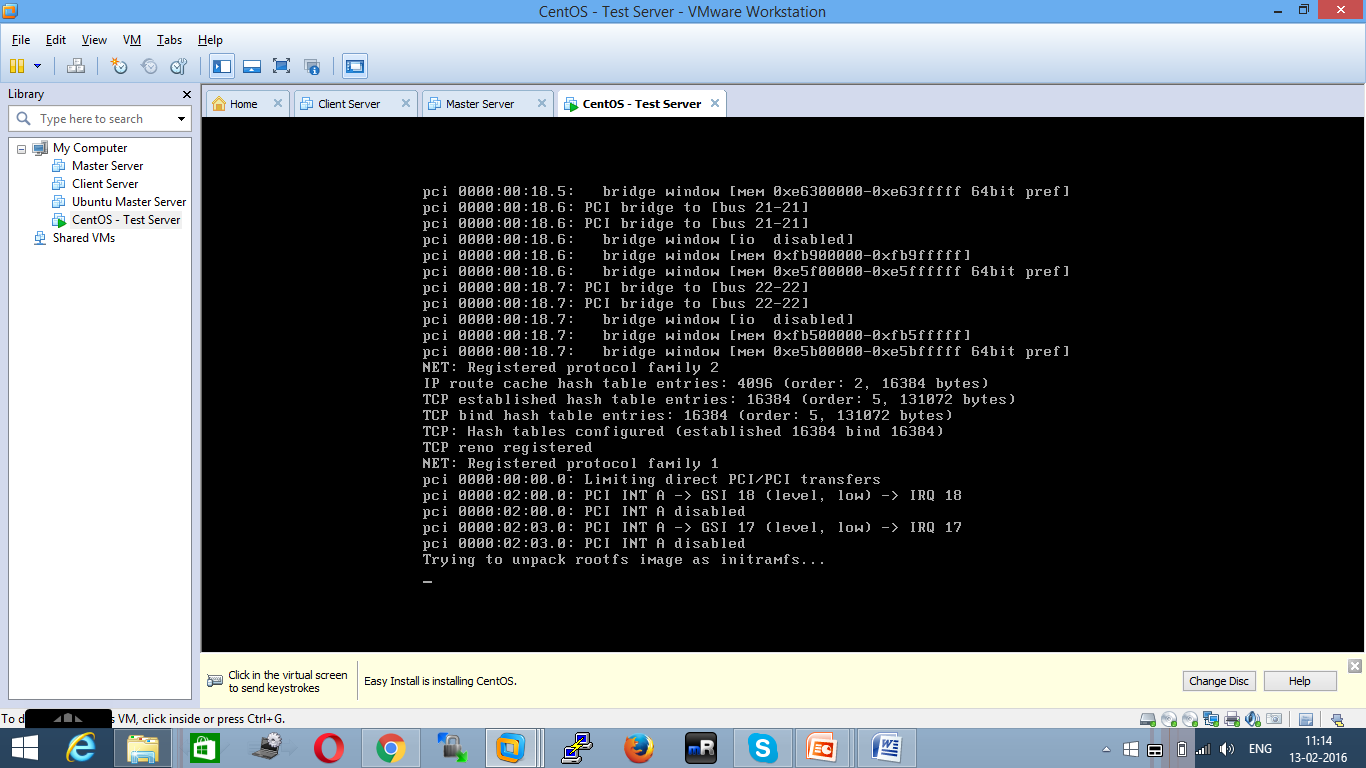 CentOS - Test Server - VMware Workstation
File Edit View VM Tabs Help
Library
Type here to search
My Computer
Master Server
Client Server
Ubuntu Master Server
CentOS - Test Server
Shared VMs
Home Client Server Master Server CentOS - Test Server
pci 0000:00:18.5:   bridge window [mem 0xe6300000-0xe63fffff 64bit pref]
pci 0000:00:18.6: PCI bridge to [bus 21-21]
pci 0000:00:18.6: PCI bridge to [bus 21-21]
pci 0000:00:18.6:   bridge window [io  disabled]
pci 0000:00:18.6:   bridge window [mem 0xfb900000-0xfb9fffff]
pci 0000:00:18.6:   bridge window [mem 0xe5f00000-0xe5ffffff 64bit pref]
pci 0000:00:18.7: PCI bridge to [bus 22-22]
pci 0000:00:18.7: PCI bridge to [bus 22-22]
pci 0000:00:18.7:   bridge window [io  disabled]
pci 0000:00:18.7:   bridge window [mem 0xfb500000-0xfb5fffff]
pci 0000:00:18.7:   bridge window [mem 0xe5b00000-0xe5bfffff 64bit pref]
NET: Registered protocol family 2
IP route cache hash table entries: 4096 (order: 2, 16384 bytes)
TCP established hash table entries: 16384 (order: 5, 131072 bytes)
TCP bind hash table entries: 16384 (order: 5, 131072 bytes)
TCP: Hash tables configured (established 16384 bind 16384)
TCP reno registered
NET: Registered protocol family 1
pci 0000:00:00.0: Limiting direct PCI/PCI transfers
pci 0000:02:00.0: PCI INT A -> GSI 18 (level, low) -> IRQ 18
pci 0000:02:00.0: PCI INT A disabled
pci 0000:02:03.0: PCI INT A -> GSI 17 (level, low) -> IRQ 17
pci 0000:02:03.0: PCI INT A disabled
Trying to unpack rootfs image as initramfs...
_
Click in the virtual screen
to send keystrokes
Easy Install is installing CentOS.
Change Disc Help
To d s VM, click inside or press Ctrl+G.
mR
ENG
11:14
13-02-2016